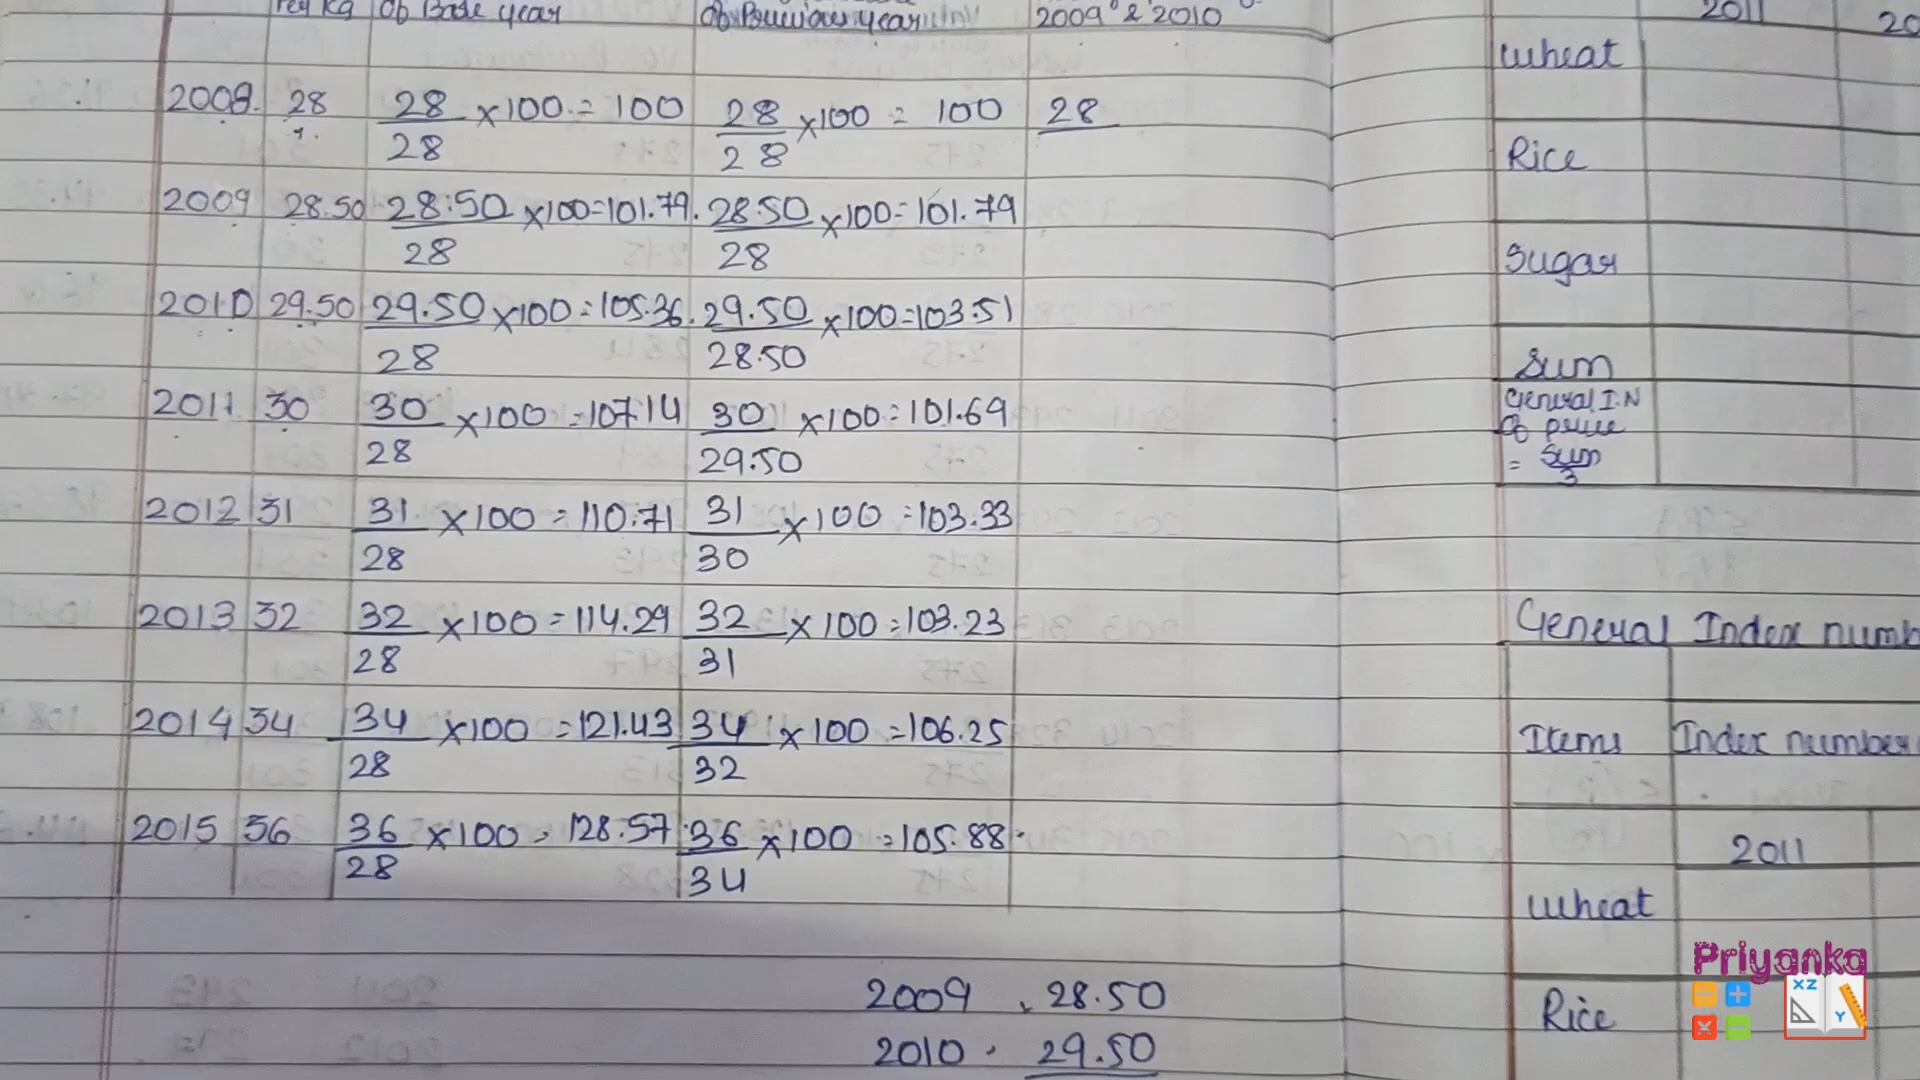 Per Kg Of Base year Of Previous year 2009 & 2010
2008. 28 28/28 x100 = 100 28/28 x100 = 100 28
2009 28.50 28.50/28 x100=101.79. 28.50/28 x100=101.79
2010 29.50 29.50/28 x100=105.36. 29.50/28.50 x100=103.51
2011 30 30/28 x100=107.14 30/29.50 x100=101.69
2012 31 31/28 x100=110.71 31/30 x100=103.33
2013 32 32/28 x100=114.29 32/31 x100=103.23
2014 34 34/28 x100=121.43 34/32 x100=106.25
2015 36 36/28 x100=128.57 36/34 x100=105.88
2009 28.50
2010 29.50
2011 20
Wheat
Rice
Sugar
Sum
General I.N
Of price
= Sum/3
General Index numb
Items Index number
2011
Wheat
Rice
Priyanka
XZ
Y